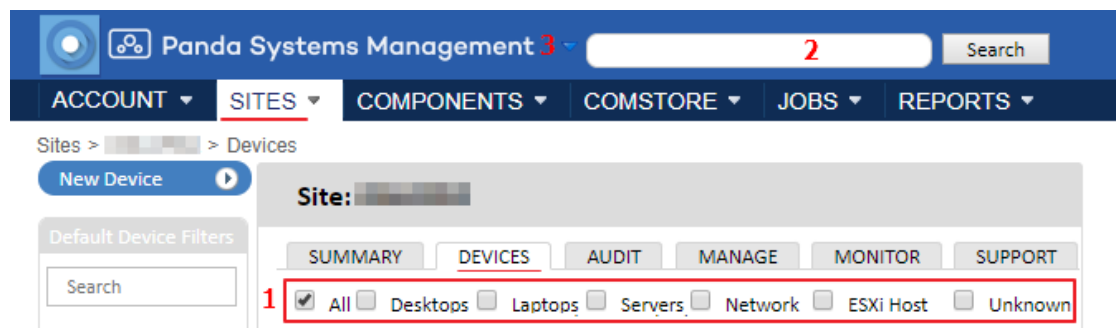 Panda Systems Management 3 2 Search
ACCOUNT SITES COMPONENTS COMSTORE JOBS REPORTS
Sites > > Devices
New Device
Site:
Default Device Filters
SUMMARY DEVICES AUDIT MANAGE MONITOR SUPPORT
Search
1 All Desktops Laptops Servers Network ESXi Host Unknown